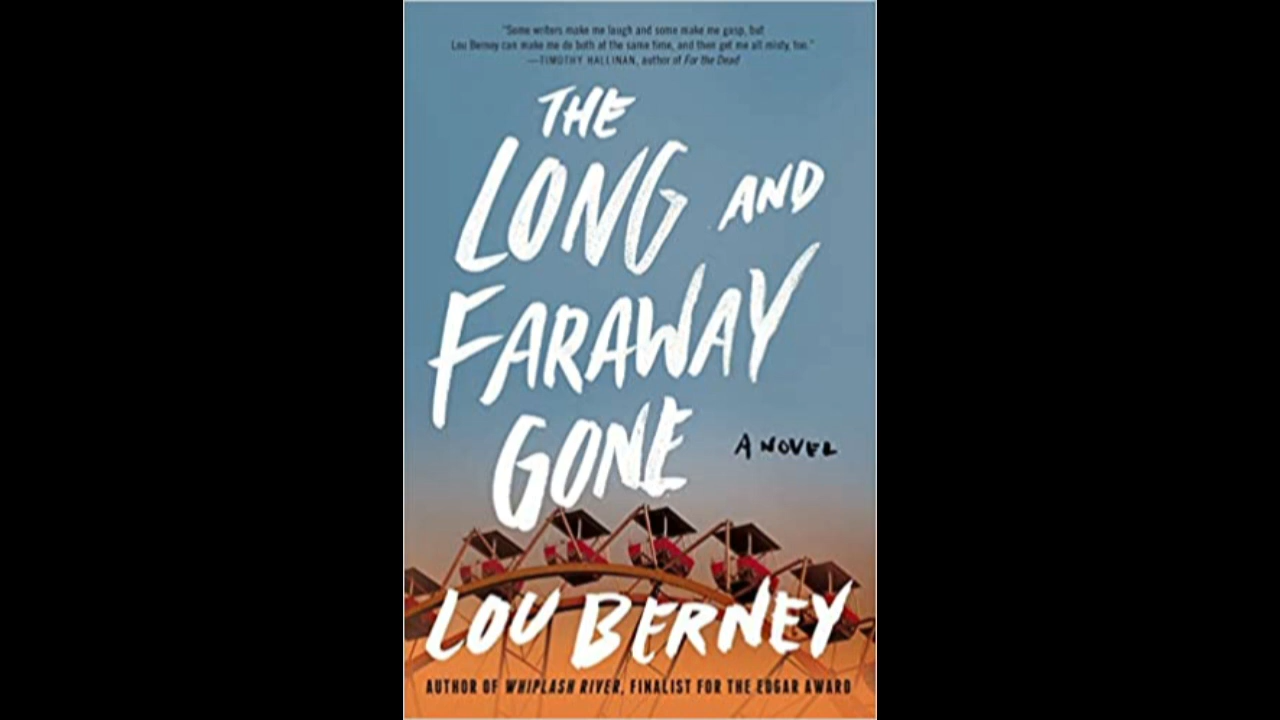 "Some writers make me laugh and some make me gasp, but
Lou Berney can make me do both at the same time, and then get me all misty, too."
—TIMOTHY HALLINAN, author of For the Dead
THE
LONG AND
FARAWAY
GONE
A NOVEL
LOU BERNEY
AUTHOR OF WHIPLASH RIVER, FINALIST FOR THE EDGAR AWARD